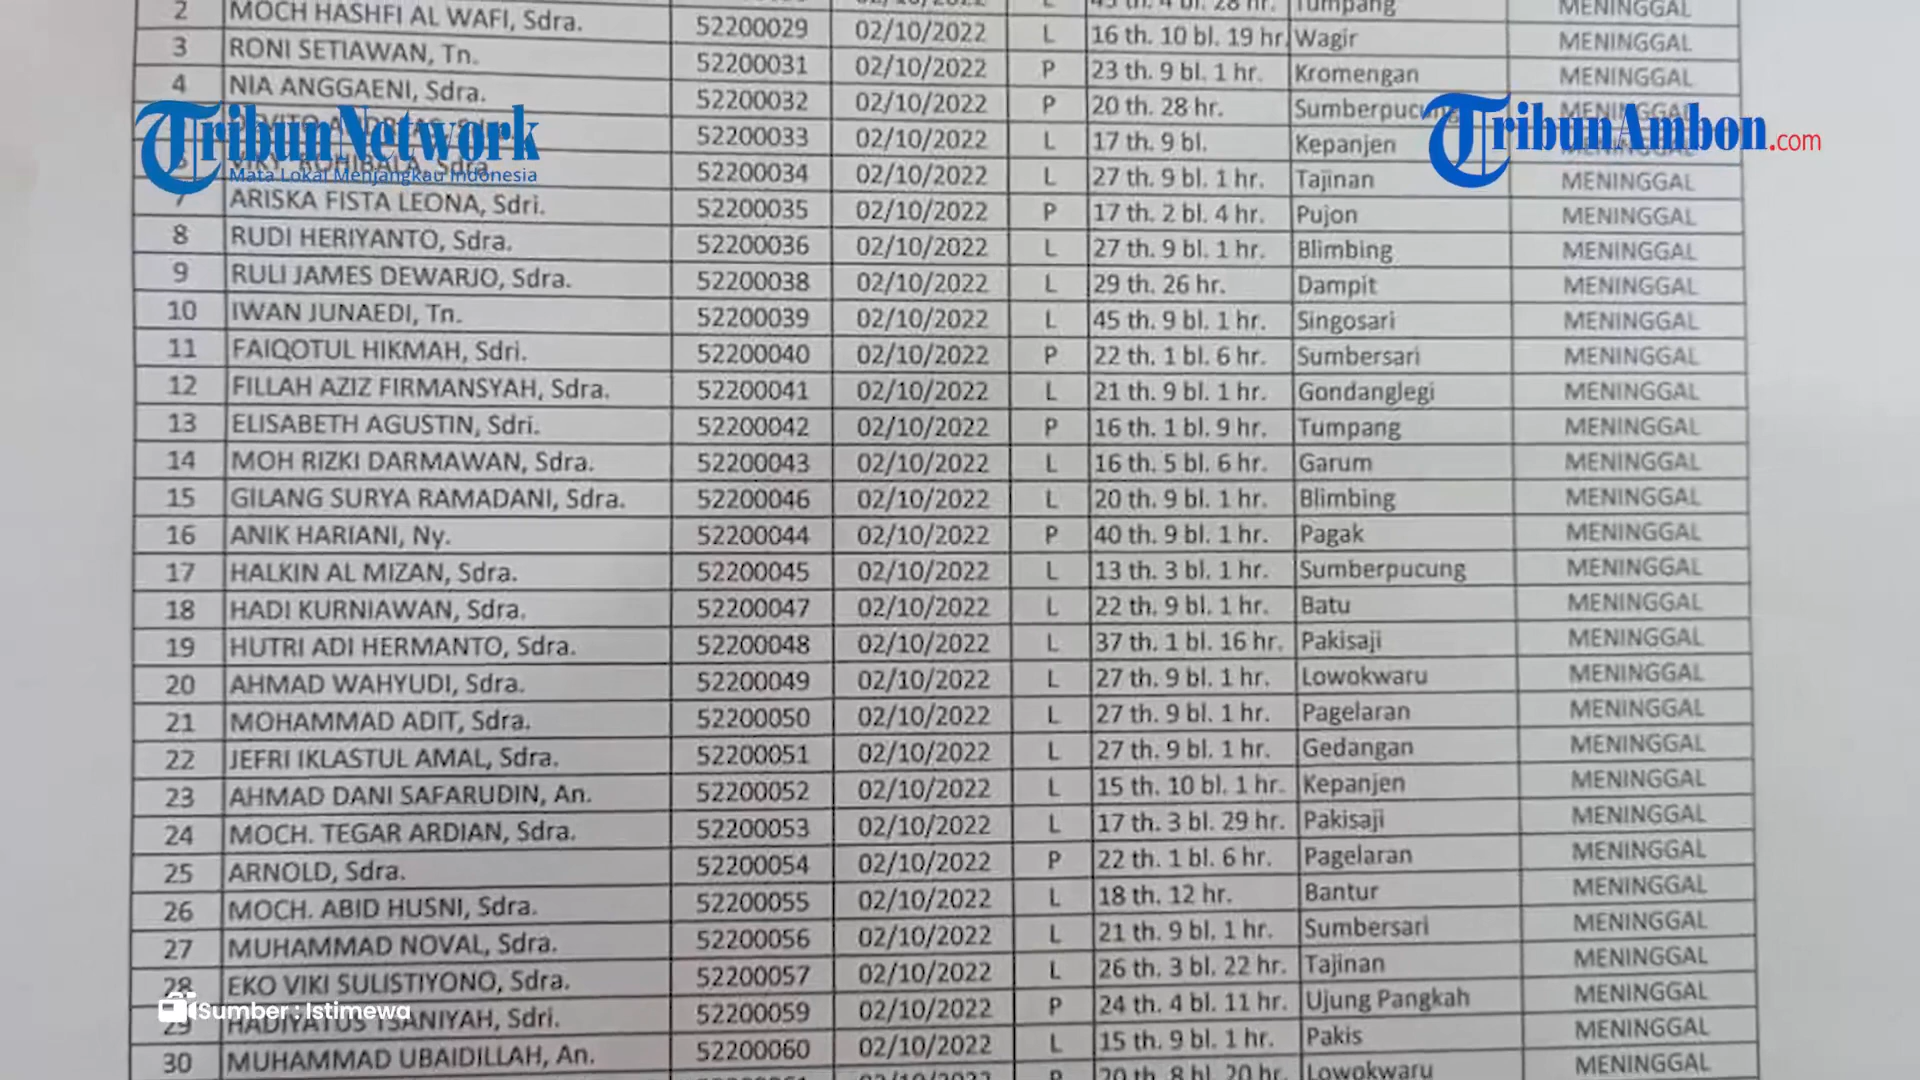 th. 4 bl. 28 hr. Tumpang MENINGGAL
2 MOCH HASHFI AL WAFI, Sdra. 52200029 02/10/2022 L 16 th. 10 bl. 19 hr. Wagir MENINGGAL
3 RONI SETIAWAN, Tn. 52200031 02/10/2022 P 23 th. 9 bl. 1 hr. Kromengan MENINGGAL
4 NIA ANGGAENI, Sdra. 52200032 02/10/2022 P 20 th. 28 hr. Sumberpucung MENINGGAL
TribunNetwork
Mata Lokal Menjangkau Indonesia
TribunAmbon.com
52200033 02/10/2022 L 17 th. 9 bl. Kepanjen
52200034 02/10/2022 L 27 th. 9 bl. 1 hr. Tajinan MENINGGAL
7 ARISKA FISTA LEONA, Sdri. 52200035 02/10/2022 P 17 th. 2 bl. 4 hr. Pujon MENINGGAL
8 RUDI HERIYANTO, Sdra. 52200036 02/10/2022 L 27 th. 9 bl. 1 hr. Blimbing MENINGGAL
9 RULI JAMES DEWARJO, Sdra. 52200038 02/10/2022 L 29 th. 26 hr. Dampit MENINGGAL
10 IWAN JUNAEDI, Tn. 52200039 02/10/2022 L 45 th. 9 bl. 1 hr. Singosari MENINGGAL
11 FAIQOTUL HIKMAH, Sdri. 52200040 02/10/2022 P 22 th. 1 bl. 6 hr. Sumbersari MENINGGAL
12 FILLAH AZIZ FIRMANSYAH, Sdra. 52200041 02/10/2022 L 21 th. 9 bl. 1 hr. Gondanglegi MENINGGAL
13 ELISABETH AGUSTIN, Sdri. 52200042 02/10/2022 P 16 th. 1 bl. 9 hr. Tumpang MENINGGAL
14 MOH RIZKI DARMAWAN, Sdra. 52200043 02/10/2022 L 16 th. 5 bl. 6 hr. Garum MENINGGAL
15 GILANG SURYA RAMADANI, Sdra. 52200046 02/10/2022 L 20 th. 9 bl. 1 hr. Blimbing MENINGGAL
16 ANIK HARIANI, Ny. 52200044 02/10/2022 P 40 th. 9 bl. 1 hr. Pagak MENINGGAL
17 HALKIN AL MIZAN, Sdra. 52200045 02/10/2022 L 13 th. 3 bl. 1 hr. Sumberpucung MENINGGAL
18 HADI KURNIAWAN, Sdra. 52200047 02/10/2022 L 22 th. 9 bl. 1 hr. Batu MENINGGAL
19 HUTRI ADI HERMANTO, Sdra. 52200048 02/10/2022 L 37 th. 1 bl. 16 hr. Pakisaji MENINGGAL
20 AHMAD WAHYUDI, Sdra. 52200049 02/10/2022 L 27 th. 9 bl. 1 hr. Lowokwaru MENINGGAL
21 MOHAMMAD ADIT, Sdra. 52200050 02/10/2022 L 27 th. 9 bl. 1 hr. Pagelaran MENINGGAL
22 JEFRI IKLASTUL AMAL, Sdra. 52200051 02/10/2022 L 27 th. 9 bl. 1 hr. Gedangan MENINGGAL
23 AHMAD DANI SAFARUDIN, An. 52200052 02/10/2022 L 15 th. 10 bl. 1 hr. Kepanjen MENINGGAL
24 MOCH. TEGAR ARDIAN, Sdra. 52200053 02/10/2022 L 17 th. 3 bl. 29 hr. Pakisaji MENINGGAL
25 ARNOLD, Sdra. 52200054 02/10/2022 P 22 th. 1 bl. 6 hr. Pagelaran MENINGGAL
26 MOCH. ABID HUSNI, Sdra. 52200055 02/10/2022 L 18 th. 12 hr. Bantur MENINGGAL
27 MUHAMMAD NOVAL, Sdra. 52200056 02/10/2022 L 21 th. 9 bl. 1 hr. Sumbersari MENINGGAL
28 EKO VIKI SULISTIYONO, Sdra. 52200057 02/10/2022 L 26 th. 3 bl. 22 hr. Tajinan MENINGGAL
Sumber : Istimewa
29 HADIYATUS TSANIYAH, Sdri. 52200059 02/10/2022 P 24 th. 4 bl. 11 hr. Ujung Pangkah MENINGGAL
30 MUHAMMAD UBAIDILLAH, An. 52200060 02/10/2022 L 15 th. 9 bl. 1 hr. Pakis MENINGGAL
20 th. 8 bl. 20 hr. Lowokwaru MENINGGAL